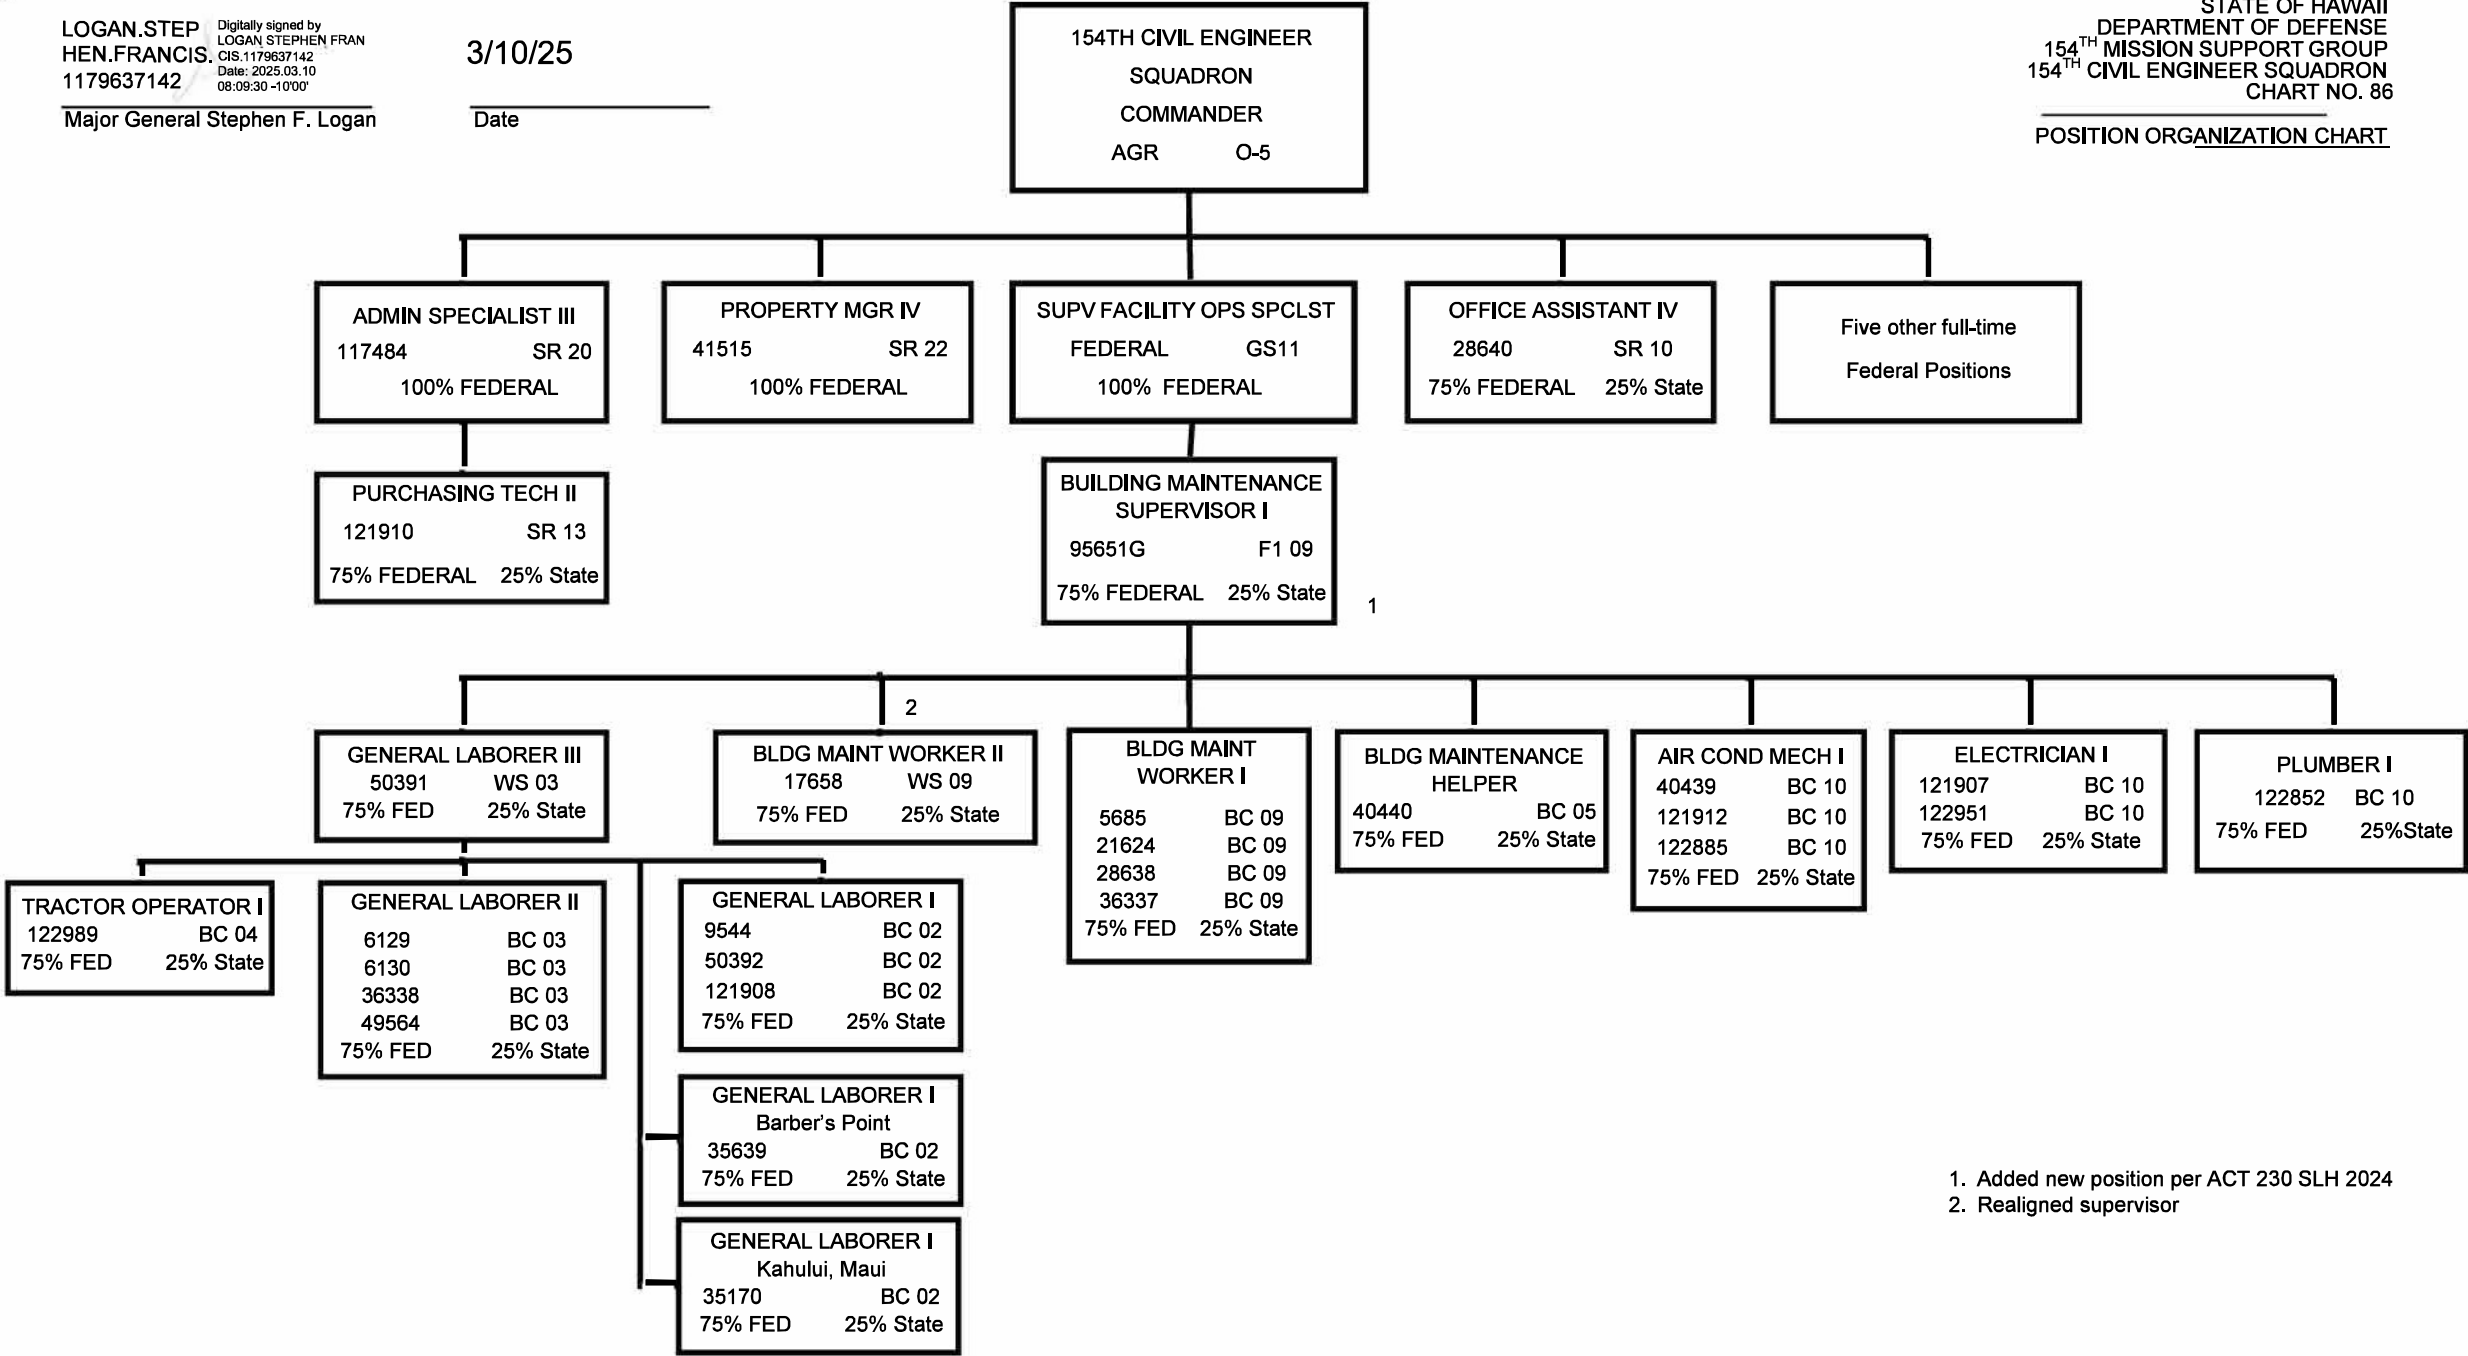 LOGAN.STEP
HEN.FRANCIS.
1179637142
Digitally signed by
LOGAN STEPHEN FRAN
CIS.1179637142
Date: 2025.03.10
08:09:30 -10'00'
Major General Stephen F. Logan
3/10/25
Date
STATE OF HAWAII
DEPARTMENT OF DEFENSE
154TH MISSION SUPPORT GROUP
154TH CIVIL ENGINEER SQUADRON
CHART NO. 86
POSITION ORGANIZATION CHART
154TH CIVIL ENGINEER
SQUADRON
COMMANDER
AGR O-5
ADMIN SPECIALIST III
117484 SR 20
100% FEDERAL
PROPERTY MGR IV
41515 SR 22
100% FEDERAL
SUPV FACILITY OPS SPCLST
FEDERAL GS11
100% FEDERAL
OFFICE ASSISTANT IV
28640 SR 10
75% FEDERAL 25% State
Five other full-time
Federal Positions
PURCHASING TECH II
121910 SR 13
75% FEDERAL 25% State
BUILDING MAINTENANCE
SUPERVISOR I
95651G F1 09
75% FEDERAL 25% State
1
2
GENERAL LABORER III
50391 WS 03
75% FED 25% State
BLDG MAINT WORKER II
17658 WS 09
75% FED 25% State
BLDG MAINT
WORKER I
5685 BC 09
21624 BC 09
28638 BC 09
36337 BC 09
75% FED 25% State
BLDG MAINTENANCE
HELPER
40440 BC 05
75% FED 25% State
AIR COND MECH I
40439 BC 10
121912 BC 10
122885 BC 10
75% FED 25% State
ELECTRICIAN I
121907 BC 10
122951 BC 10
75% FED 25% State
PLUMBER I
122852 BC 10
75% FED 25%State
TRACTOR OPERATOR I
122989 BC 04
75% FED 25% State
GENERAL LABORER II
6129 BC 03
6130 BC 03
36338 BC 03
49564 BC 03
75% FED 25% State
GENERAL LABORER I
9544 BC 02
50392 BC 02
121908 BC 02
75% FED 25% State
GENERAL LABORER I
Barber's Point
35639 BC 02
75% FED 25% State
GENERAL LABORER I
Kahului, Maui
35170 BC 02
75% FED 25% State
1. Added new position per ACT 230 SLH 2024
2. Realigned supervisor